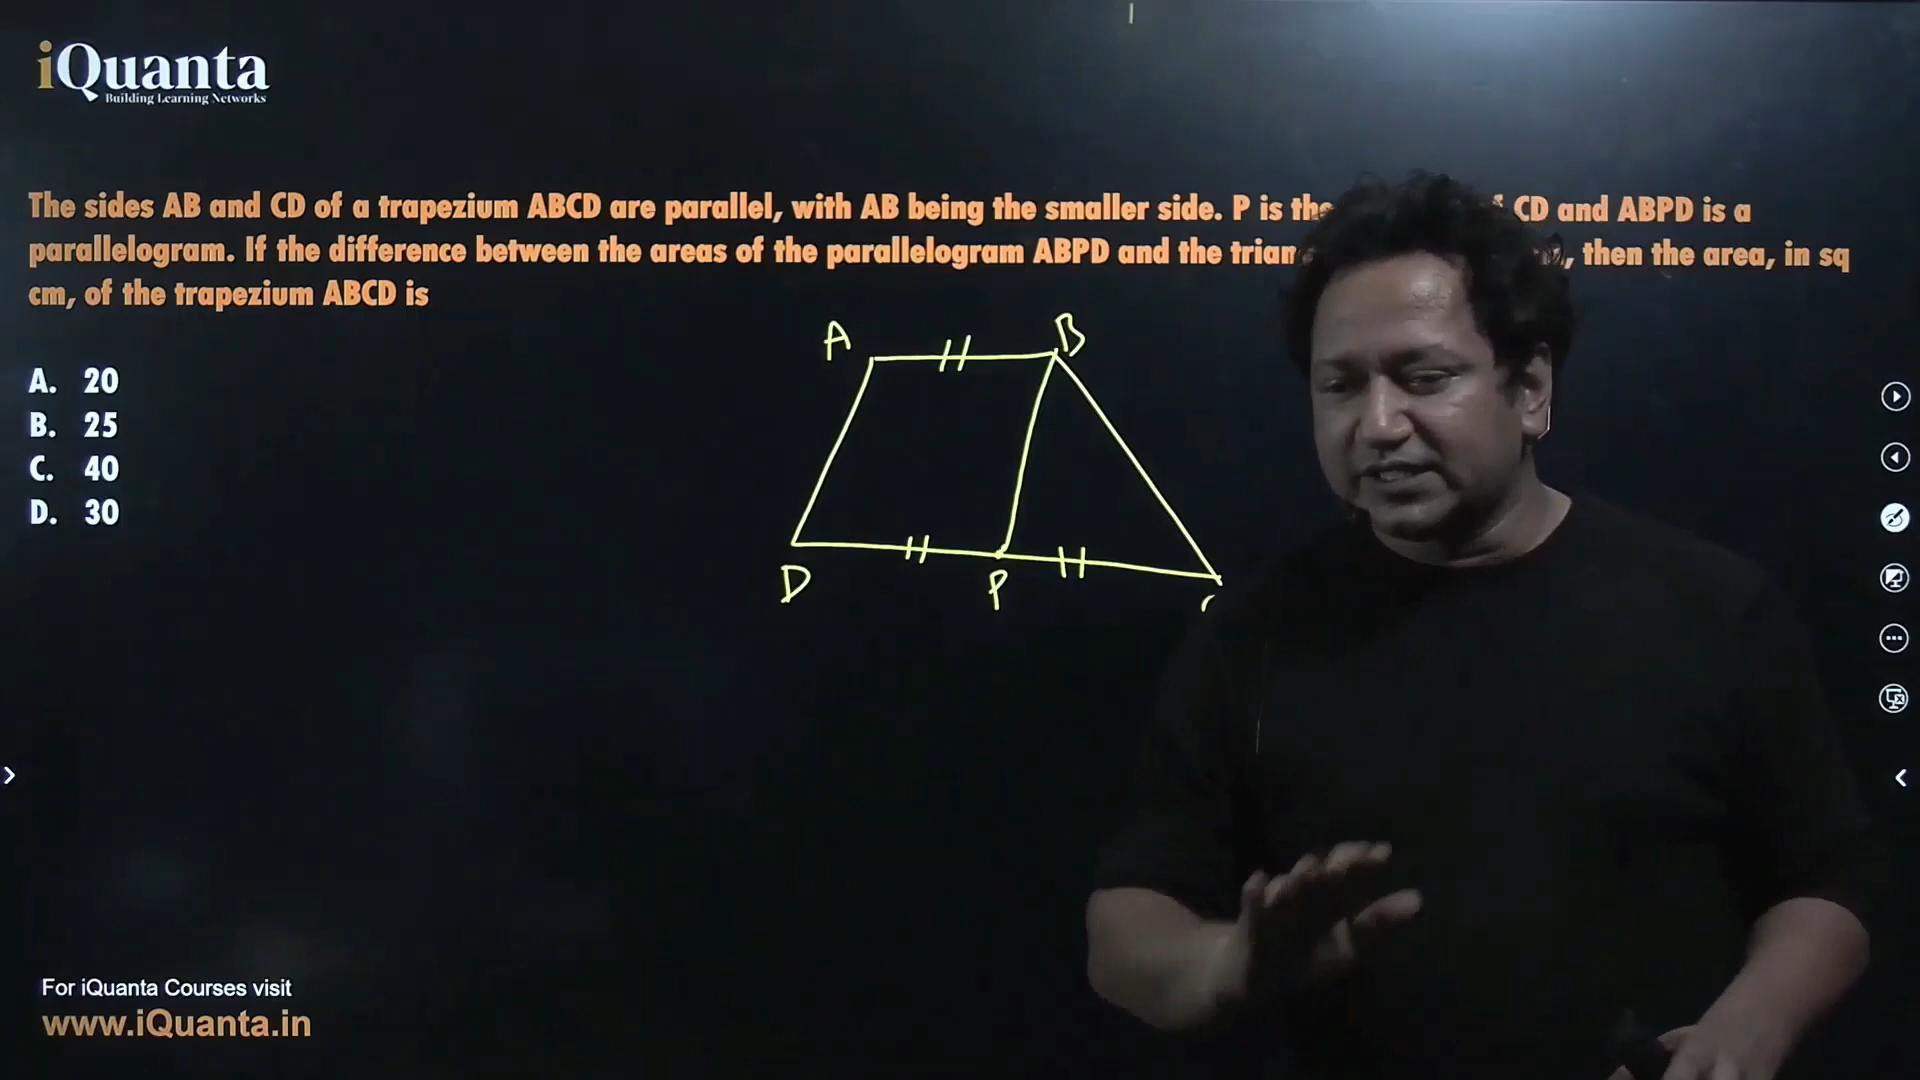 iQuanta
Building Learning Networks
The sides AB and CD of a trapezium ABCD are parallel, with AB being the smaller side. P is the CD and ABPD is a
parallelogram. If the difference between the areas of the parallelogram ABPD and the , then the area, in sq
cm, of the trapezium ABCD is
A. 20
B. 25
C. 40
D. 30
A B
D P
For iQuanta Courses visit
www.iQuanta.in